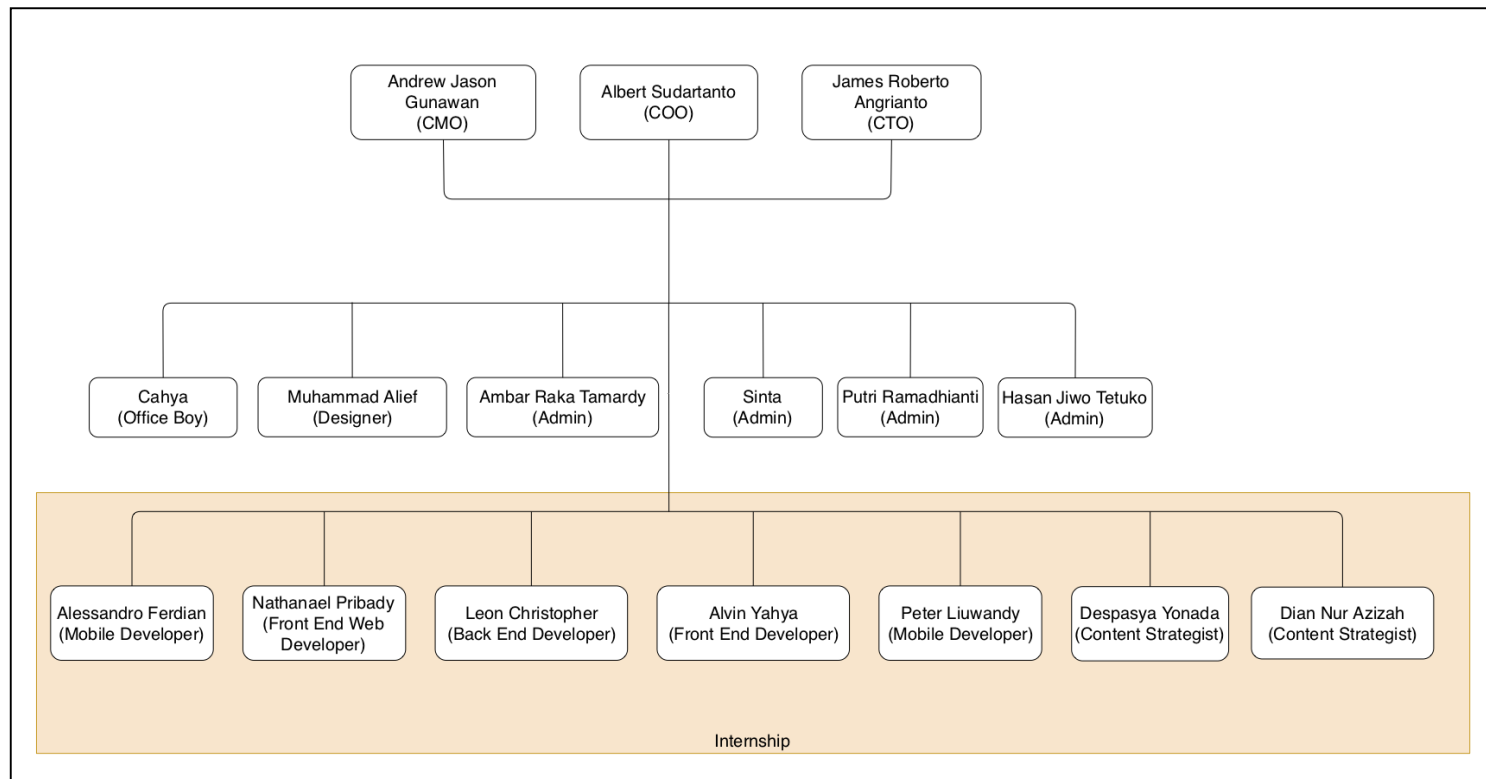 Andrew Jason
Gunawan
(CMO)
Albert Sudartanto
(COO)
James Roberto
Angrianto
(CTO)
Cahya
(Office Boy)
Muhammad Alief
(Designer)
Ambar Raka Tamardy
(Admin)
Sinta
(Admin)
Putri Ramadhianti
(Admin)
Hasan Jiwo Tetuko
(Admin)
Alessandro Ferdian
(Mobile Developer)
Nathanael Pribady
(Front End Web
Developer)
Leon Christopher
(Back End Developer)
Alvin Yahya
(Front End Developer)
Peter Liuwandy
(Mobile Developer)
Despasya Yonada
(Content Strategist)
Dian Nur Azizah
(Content Strategist)
Internship